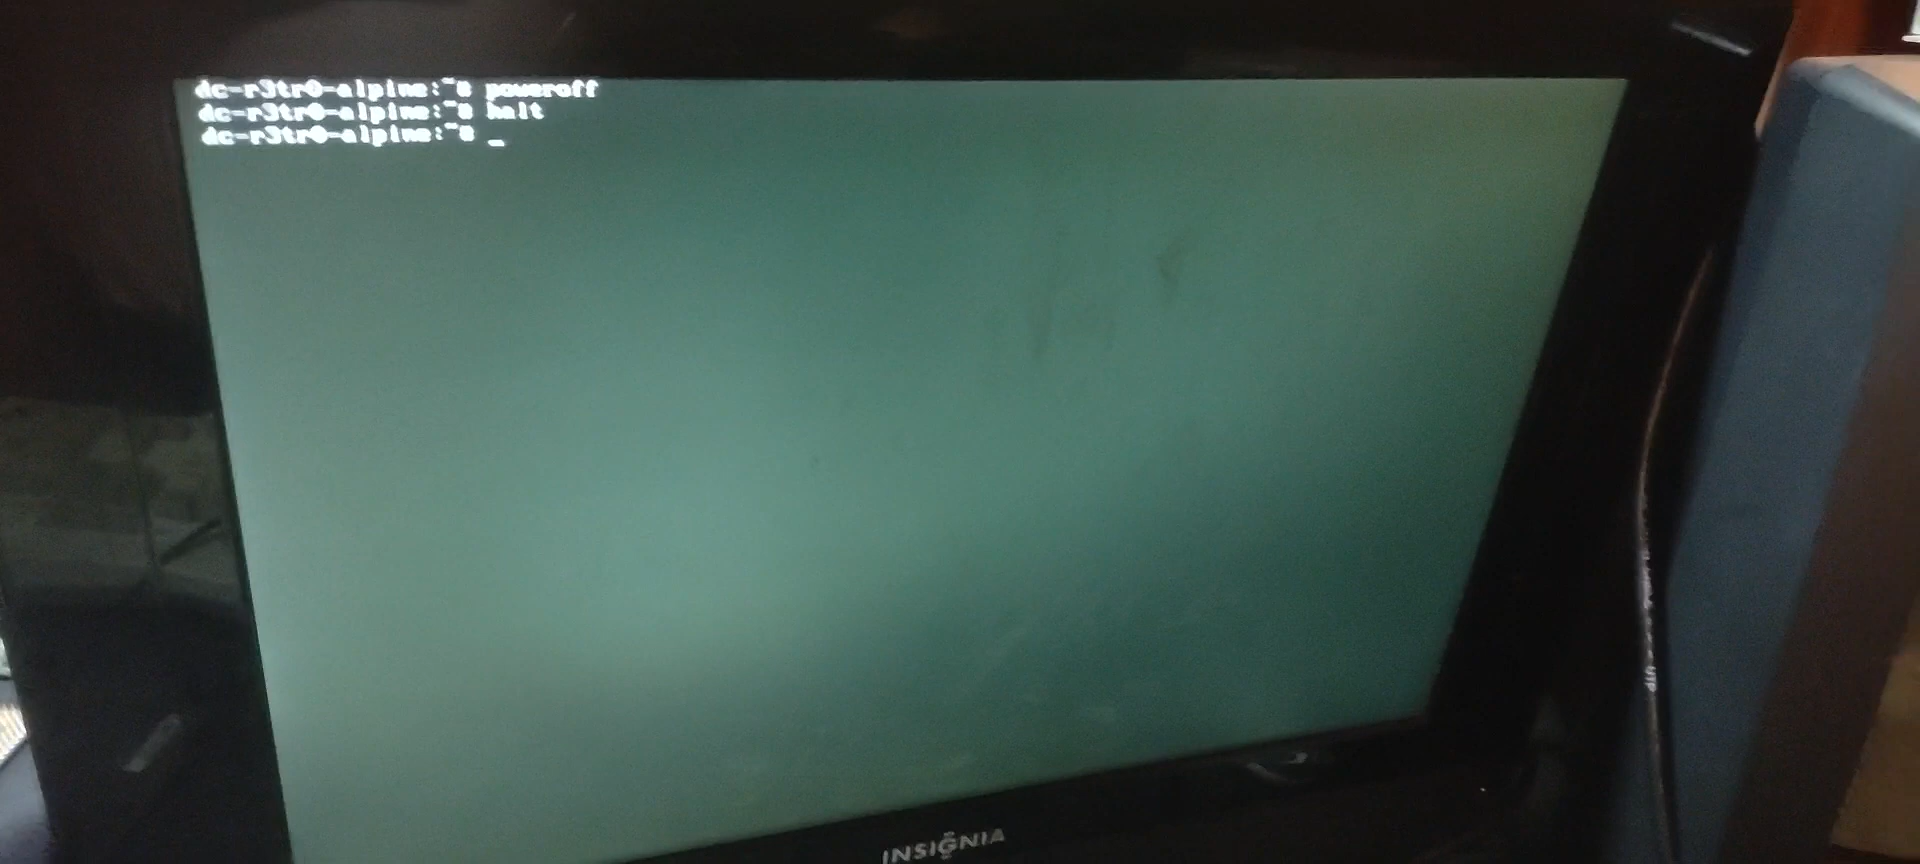 dc-r3tr0-alpine:~# poweroff
dc-r3tr0-alpine:~# halt
dc-r3tr0-alpine:~# _
INSIGNIA